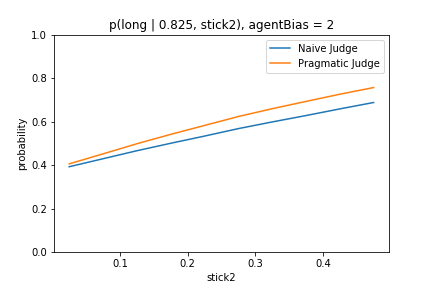 p(long | 0.825, stick2), agentBias = 2
1.0
0.8
0.6
0.4
0.2
0.0
probability
Naive Judge
Pragmatic Judge
0.1 0.2 0.3 0.4
stick2